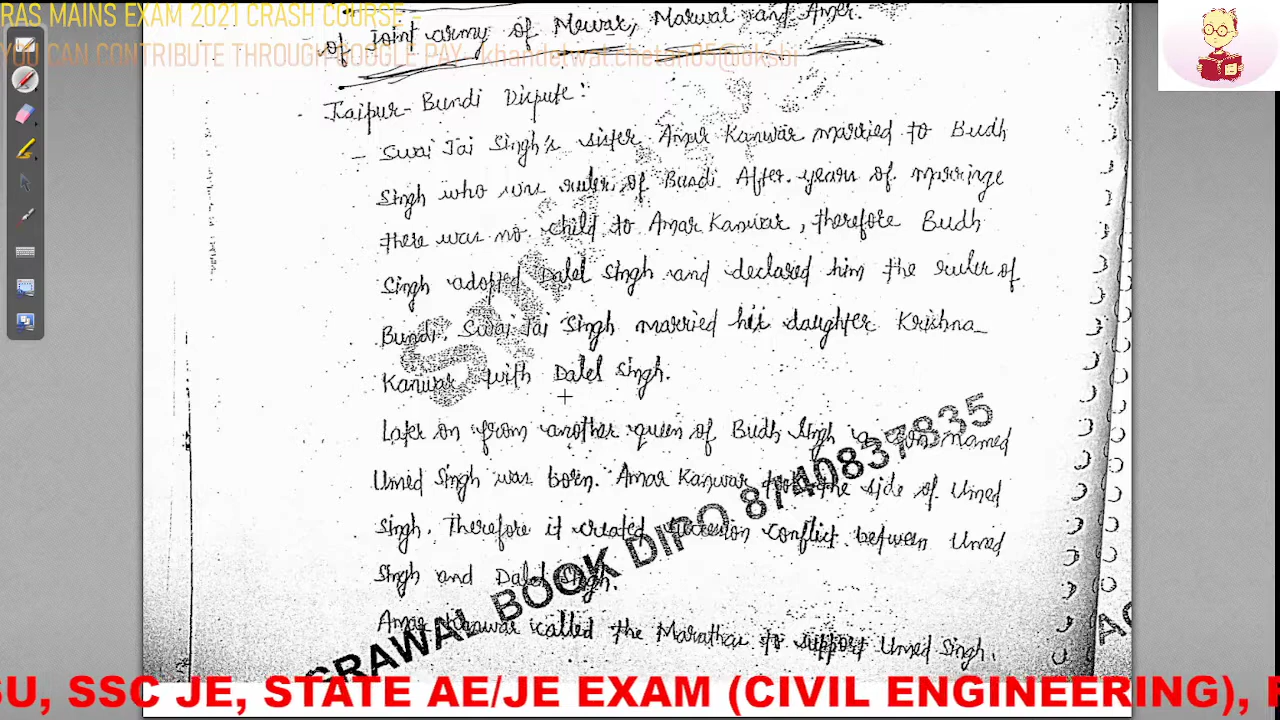 RAS MAINS EXAM 2021 CRASH COURSE -
YOU CAN CONTRIBUTE THROUGH GOOGLE PAY- khandelwal.chetan05@oksbi
of joint army of Mewar, Marwar and Amer.
Jaipur - Bundi Dispute:
- Swai Jai Singh's sister Amar Kanwar married to Budh
Singh who was ruler of Bundi After years of marriage
there was no child to Amar Kanwar, therefore Budh
Singh adopted Dalel Singh and declared him the ruler of
Bundi. Swai Jai Singh married his daughter Krishna
Kanwar with Dalel Singh.
Later on from another queen of Budh Singh a son named
Umed Singh was born. Amar Kanwar took the side of Umed
Singh. Therefore it created conflict between Umed
Singh and Dalel Singh.
Amar Kanwar called the Marathas to support Umed Singh.
AGRAWAL BOOK DIPO 8740837835
SU, SSC JE, STATE AE/JE EXAM (CIVIL ENGINEERING),